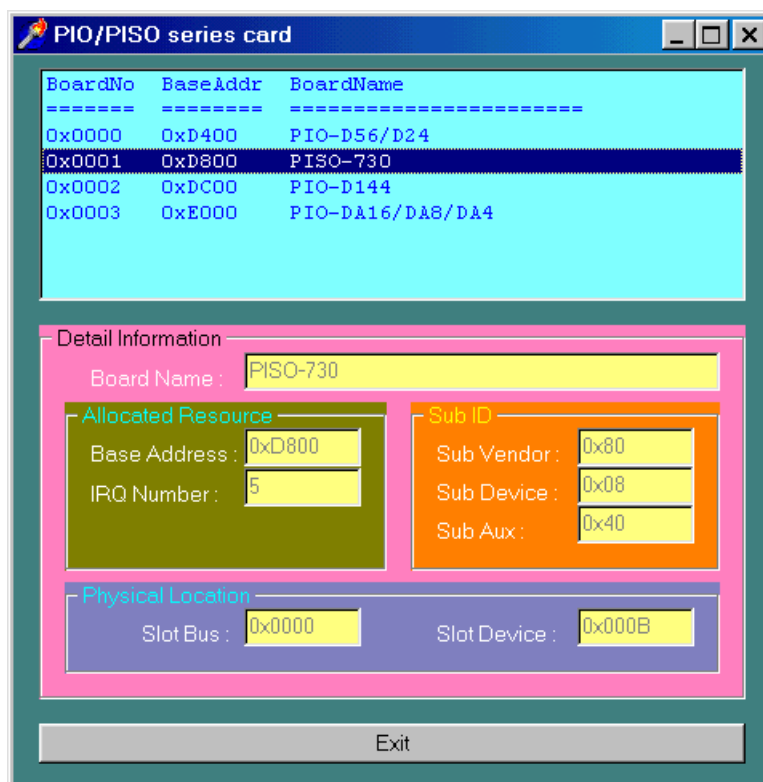 PIO/PISO series card
BoardNo BaseAddr BoardName
======= ======== =======================
0x0000 0xD400 PIO-D56/D24
0x0001 0xD800 PISO-730
0x0002 0xDC00 PIO-D144
0x0003 0xE000 PIO-DA16/DA8/DA4
Detail Information
Board Name : PISO-730
Allocated Resource
Base Address : 0xD800
IRQ Number : 5
Sub ID
Sub Vendor : 0x80
Sub Device : 0x08
Sub Aux : 0x40
Physical Location
Slot Bus : 0x0000 Slot Device : 0x000B
Exit